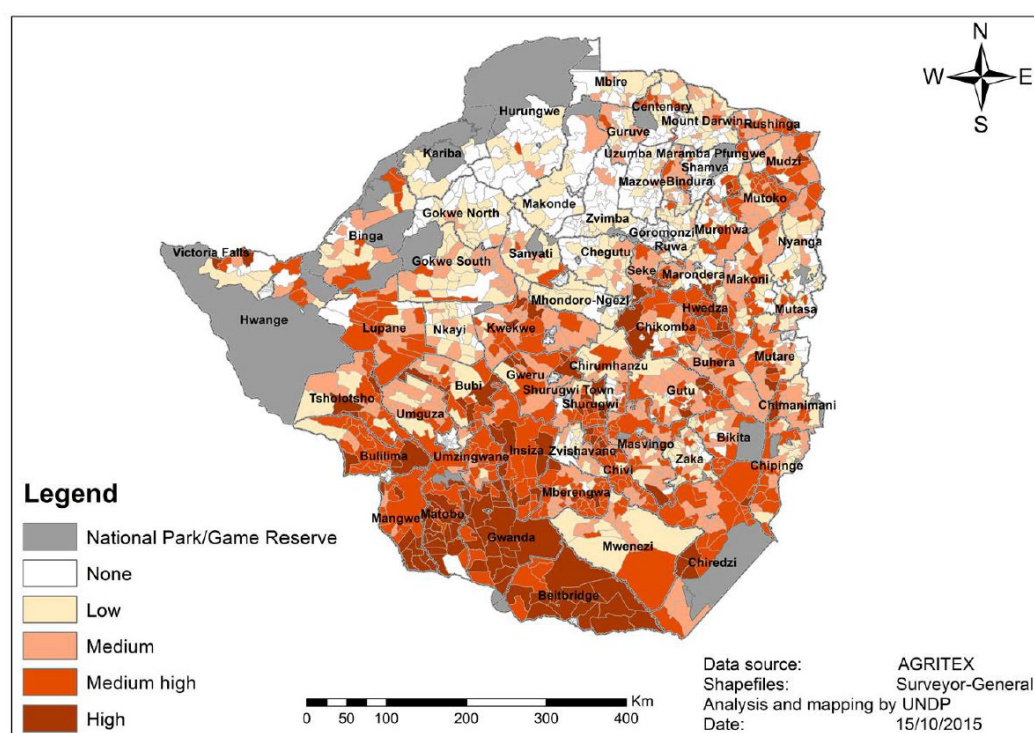 N
W E
S
Mbire
Centenary
Hurungwe
Mount Darwin
Rushinga
Guruve
Kariba
Uzumba Maramba Pfungwe
Mudzi
Shamva
Mazowe
Bindura
Mutoko
Makonde
Gokwe North
Zvimba
Murehwa
Goromonzi
Nyanga
Binga
Ruwa
Victoria Falls
Sanyati
Chegutu
Gokwe South
Seke
Marondera
Makoni
Mhondoro-Ngezi
Hwedza
Mutasa
Hwange
Lupane
Nkayi
Kwekwe
Chikomba
Mutare
Chirumhanzu
Buhera
Gweru
Bubi
Shurugwi Town
Gutu
Chimanimani
Tsholotsho
Umguza
Shurugwi
Bikita
Masvingo
Insiza
Zvishavane
Bulilima
Umzingwane
Zaka
Chipinge
Chivi
Mberengwa
Mangwe
Matobo
Gwanda
Mwenezi
Chiredzi
Beitbridge
Legend
National Park/Game Reserve
None
Low
Medium
Medium high
High
Km
0 50 100 200 300 400
Data source: AGRITEX
Shapefiles: Surveyor-General
Analysis and mapping by UNDP
Date: 15/10/2015